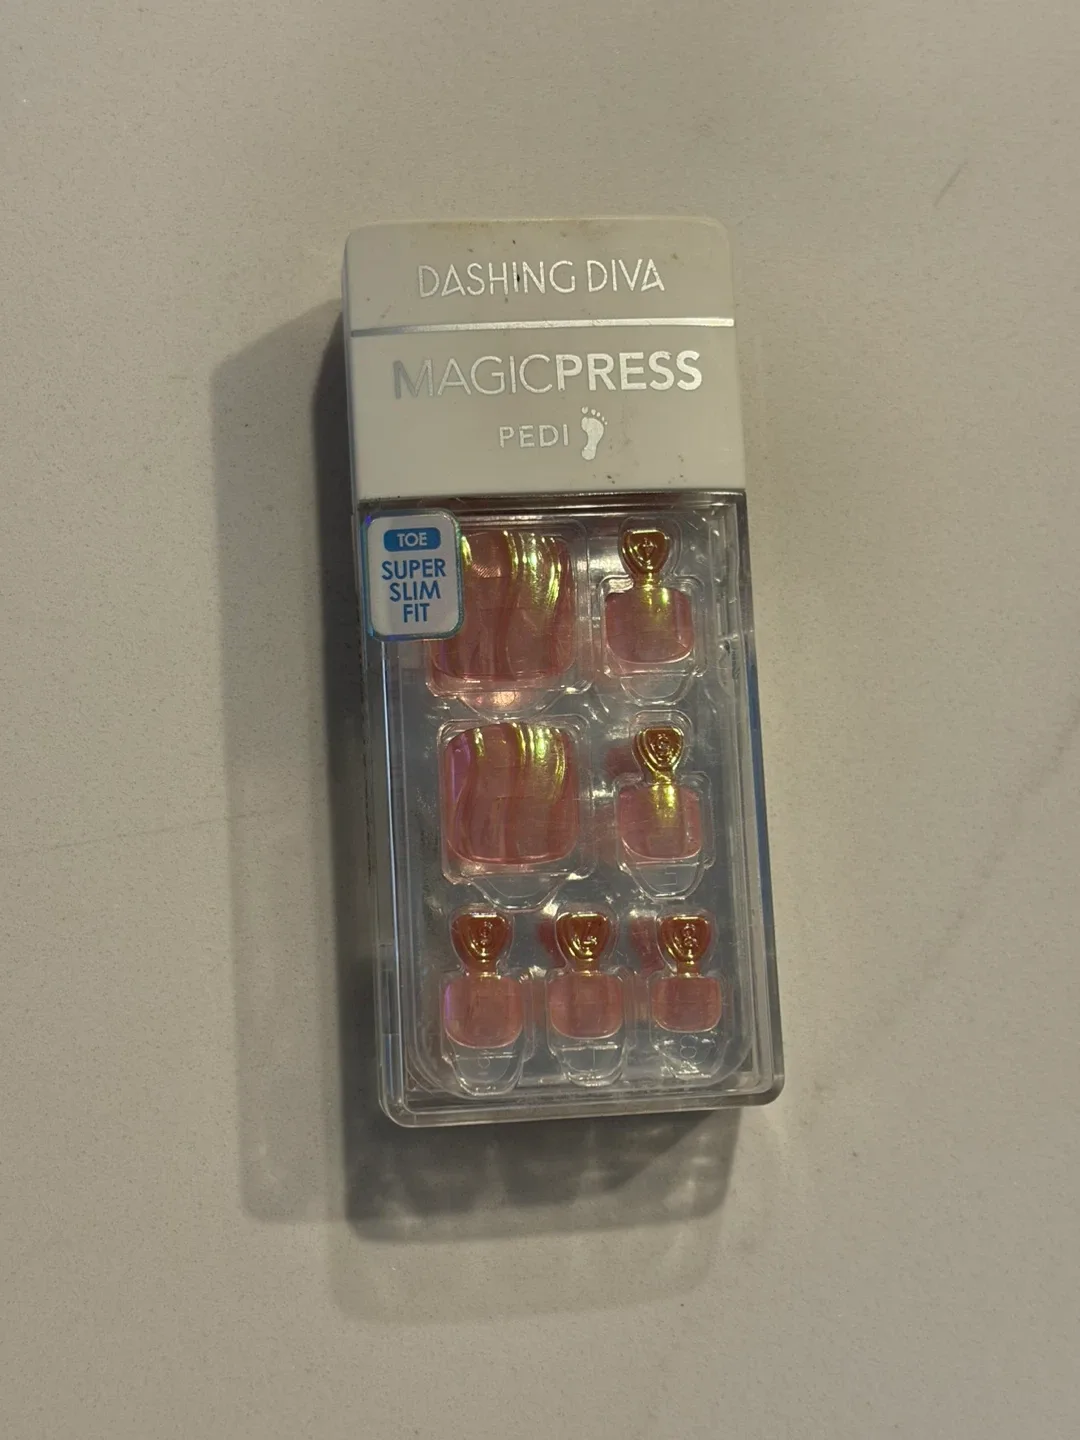 DASHING DIVA
MAGICPRESS
PEDI
TOE
SUPER
SLIM
FIT